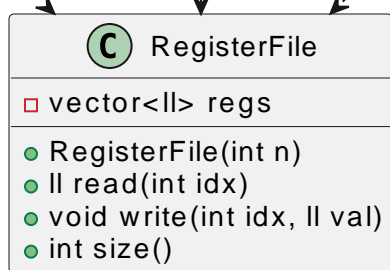 C RegisterFile
vector<ll> regs
RegisterFile(int n)
ll read(int idx)
void write(int idx, ll val)
int size()